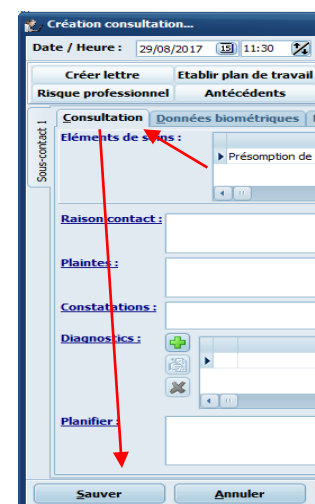 Création consultation...
Date / Heure : 29/08/2017 15 11:30
Créer lettre Etablir plan de travail
Risque professionnel Antécédents
Sous-contact 1
Consultation Données biométriques
Eléments de soins :
Présomption de
Raison contact :
Plaintes :
Constatations :
Diagnostics :
Planifier :
Sauver Annuler